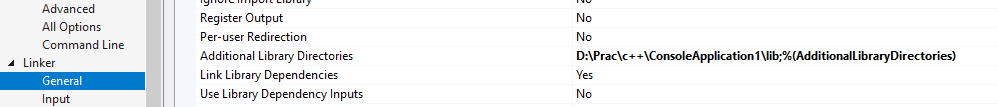 Advanced
All Options
Command Line
Linker
General
Input
Ignore Import Library No
Register Output No
Per-user Redirection No
Additional Library Directories D:\Prac\c++\ConsoleApplication1\lib;%(AdditionalLibraryDirectories)
Link Library Dependencies Yes
Use Library Dependency Inputs No